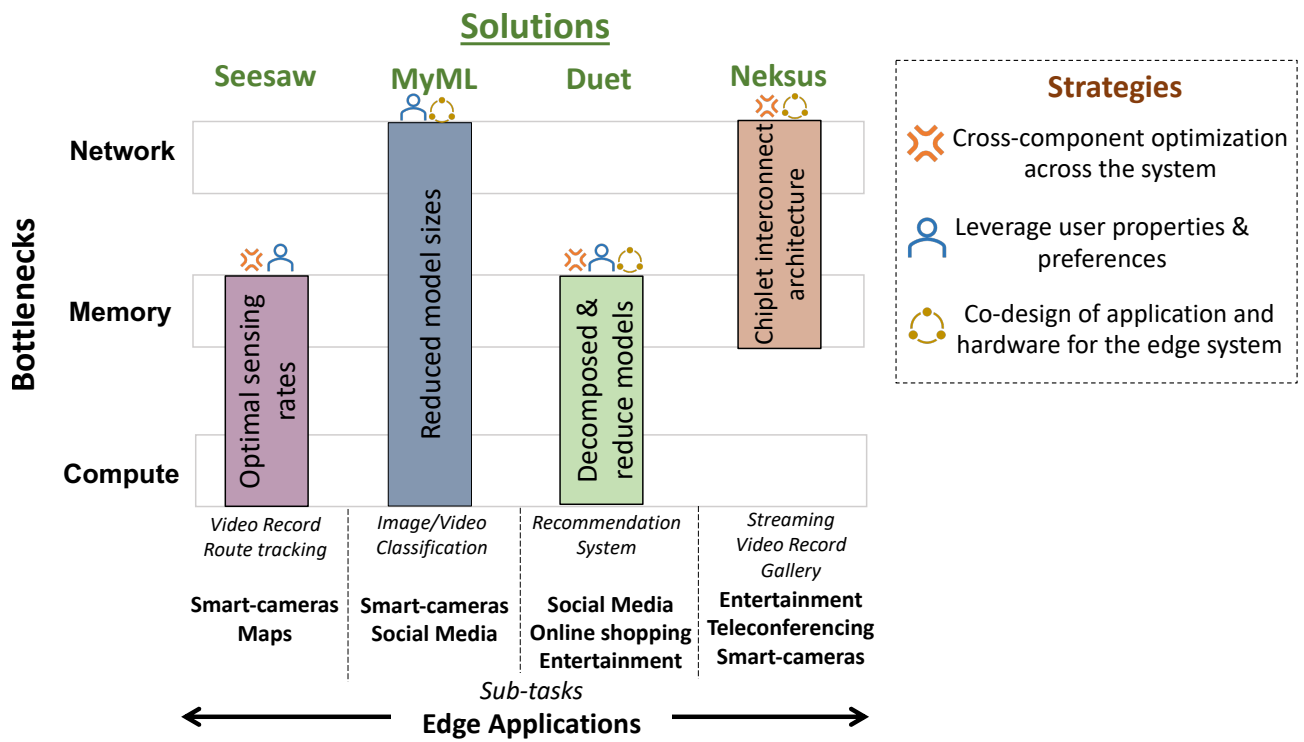 Solutions
Seesaw
MyML
Duet
Neksus
Bottlenecks
Network
Memory
Compute
Optimal sensing
rates
Reduced model sizes
Decomposed &
reduce models
Chiplet interconnect
architecture
Video Record
Route tracking
Image/Video
Classification
Recommendation
System
Streaming
Video Record
Gallery
Smart-cameras
Maps
Smart-cameras
Social Media
Social Media
Online shopping
Entertainment
Entertainment
Teleconferencing
Smart-cameras
Sub-tasks
Edge Applications
Strategies
Cross-component optimization
across the system
Leverage user properties &
preferences
Co-design of application and
hardware for the edge system